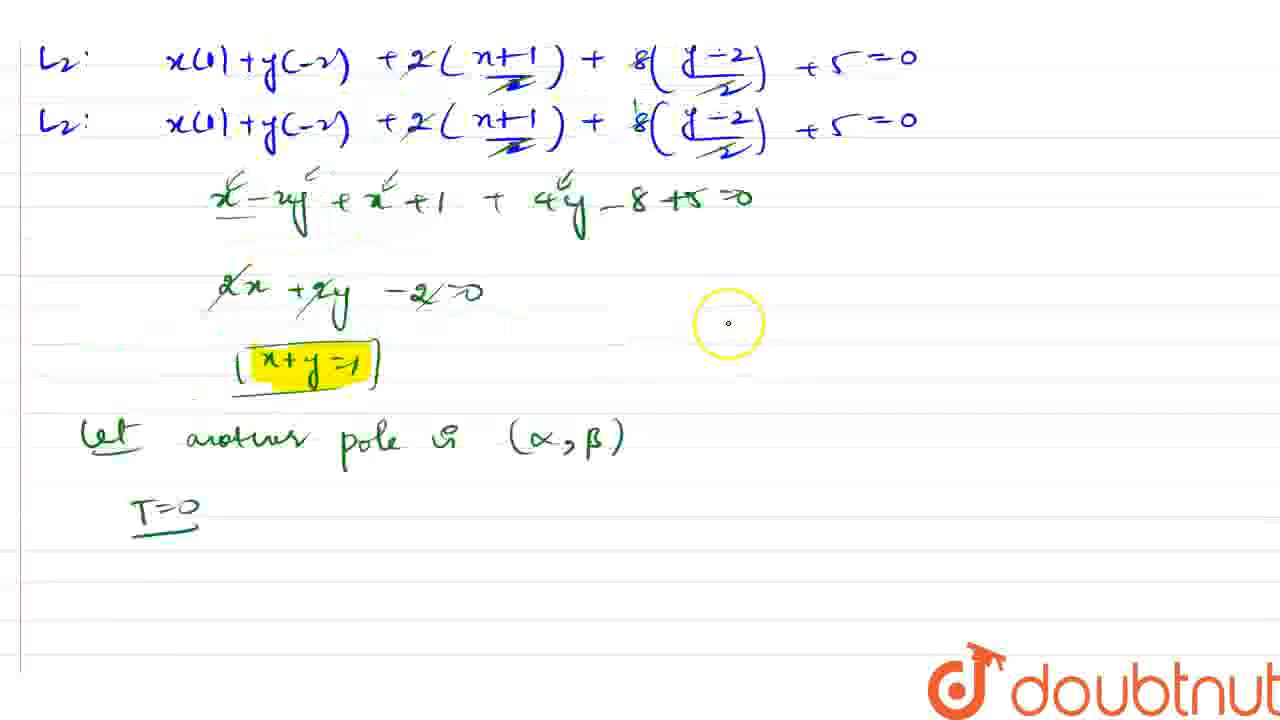 L2: x(1) + y(-2) + 2(x+1/2) + 8(y-2/2) + 5 = 0
L2: x(1) + y(-2) + 2(x+1/2) + 8(y-2/2) + 5 = 0
x - 2y + x + 1 + 4y - 8 + 5 = 0
2x + 2y - 2 = 0
x + y = 1
Let another pole is (α, β)
T = 0
doubtnut